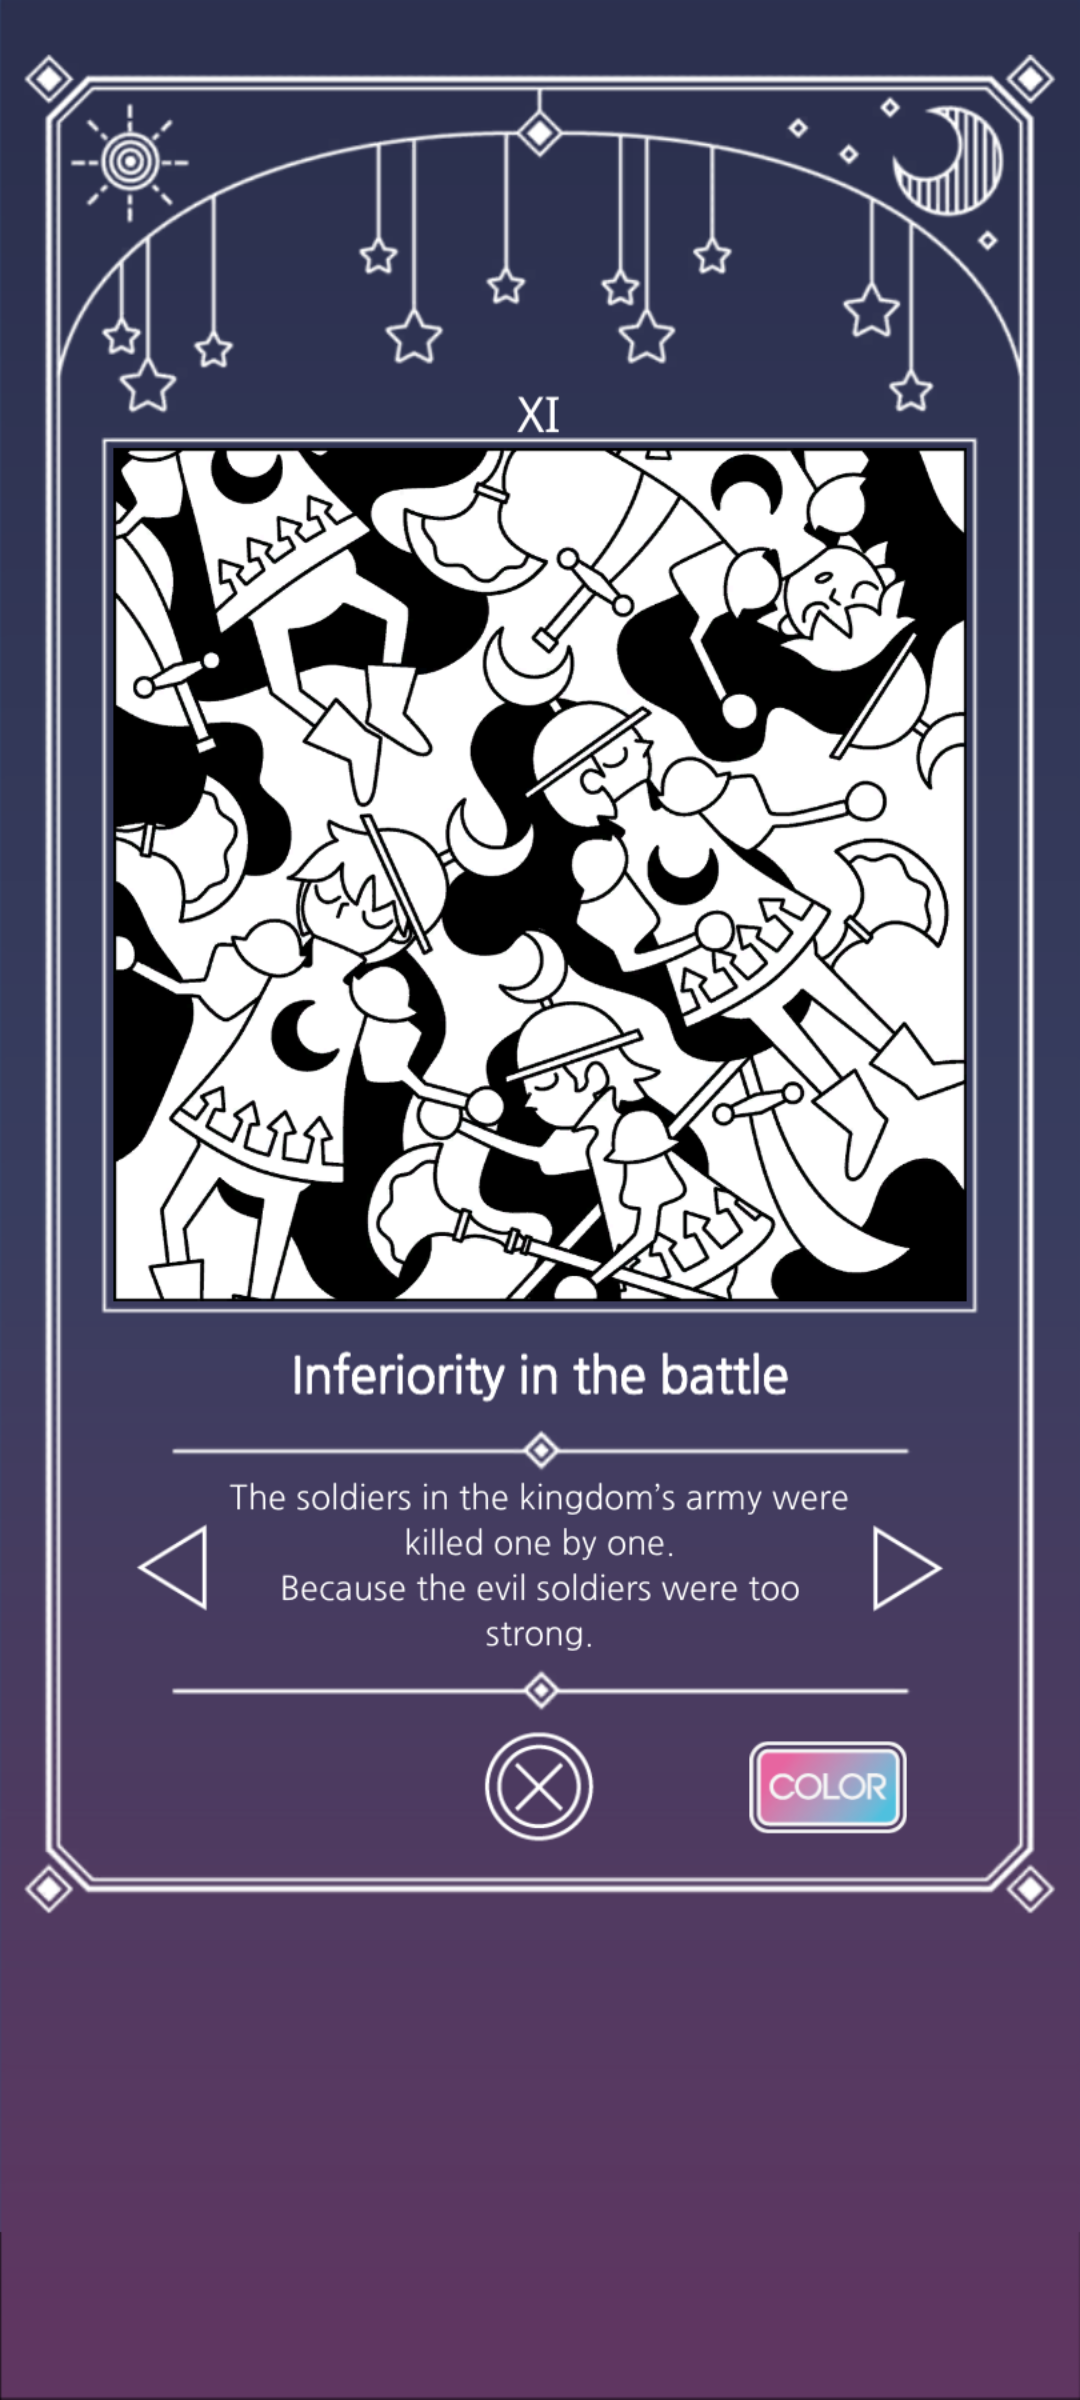 XI
Inferiority in the battle
The soldiers in the kingdom's army were
killed one by one.
Because the evil soldiers were too
strong.
COLOR